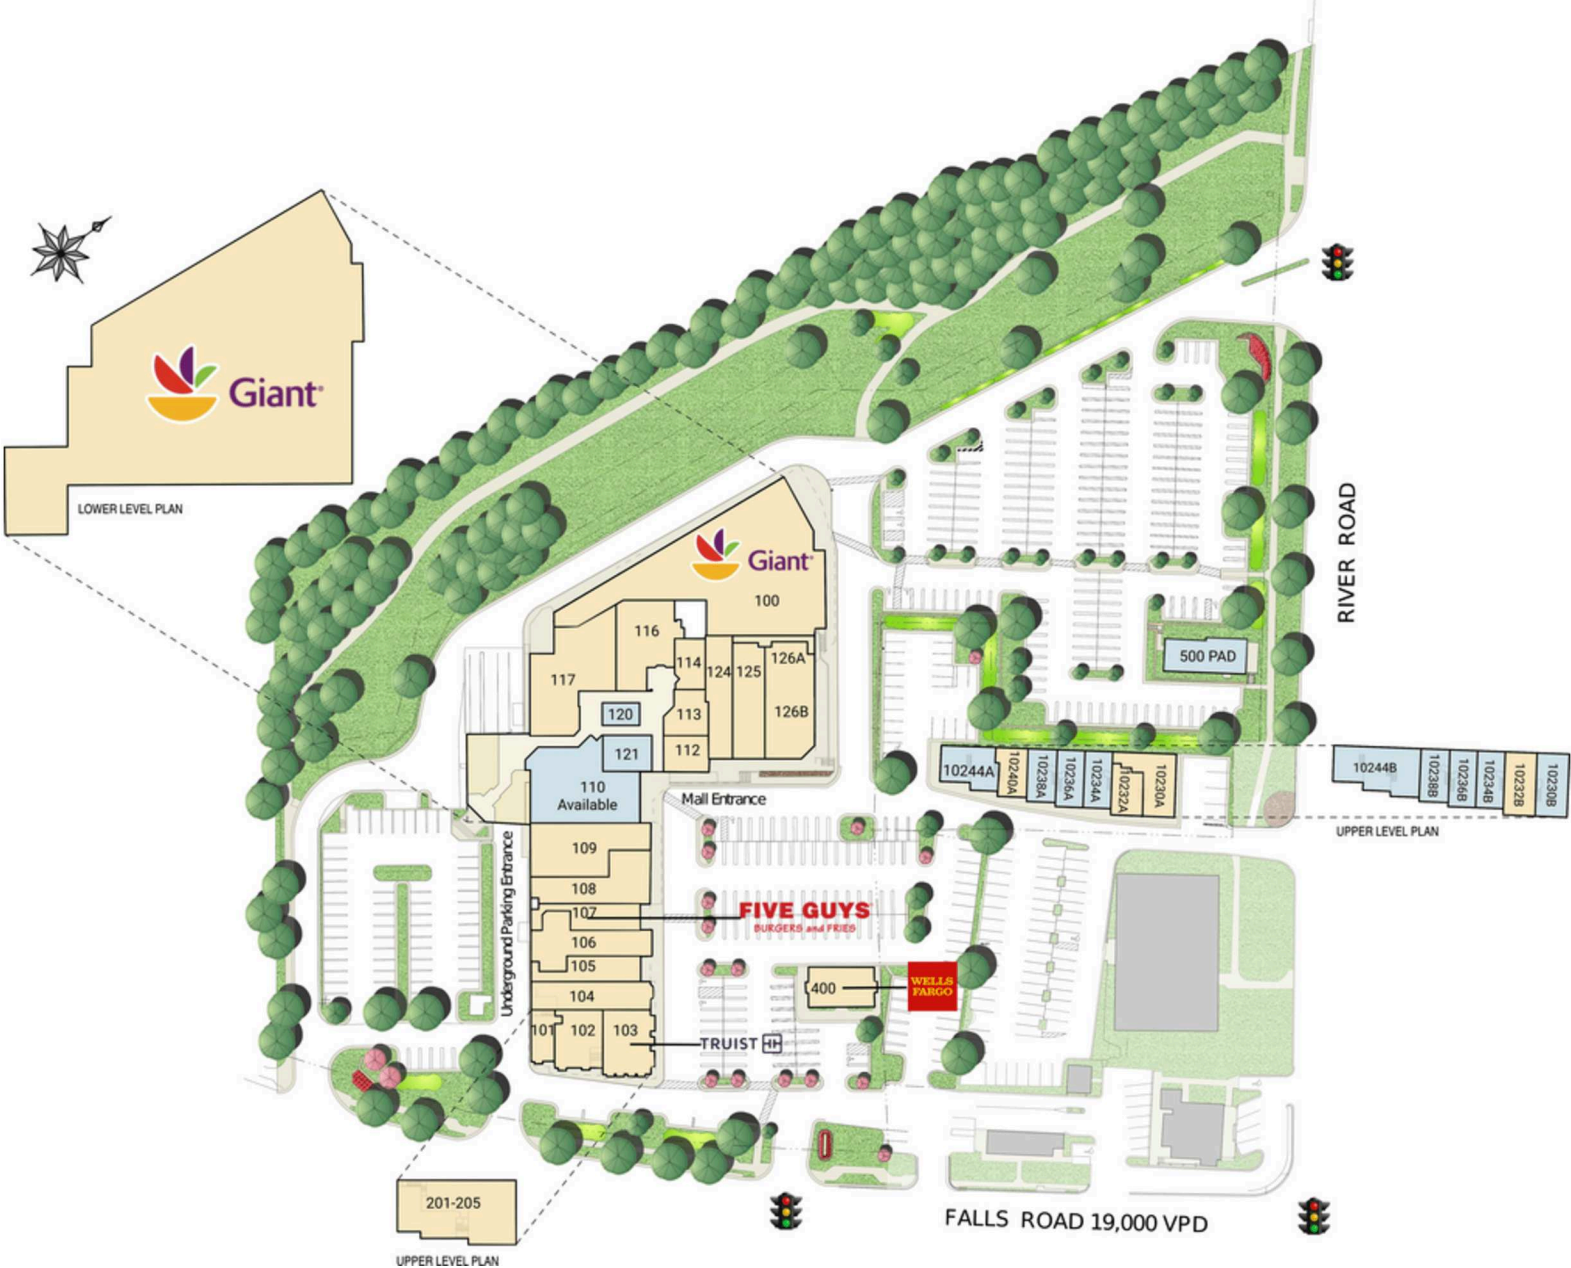 Giant
LOWER LEVEL PLAN
Giant
100
116
117
114
124
125
126A
126B
113
112
120
121
110
Available
Mall Entrance
109
108
107
106
105
104
101
102
103
Underground Parking Entrance
FIVE GUYS
BURGERS and FRIES
400
WELLS
FARGO
TRUIST
500 PAD
RIVER ROAD
10244A
10240A
10238A
10236A
10234A
10232A
10230A
10244B
10238B
10236B
10234B
10232B
10230B
UPPER LEVEL PLAN
201-205
UPPER LEVEL PLAN
FALLS ROAD 19,000 VPD